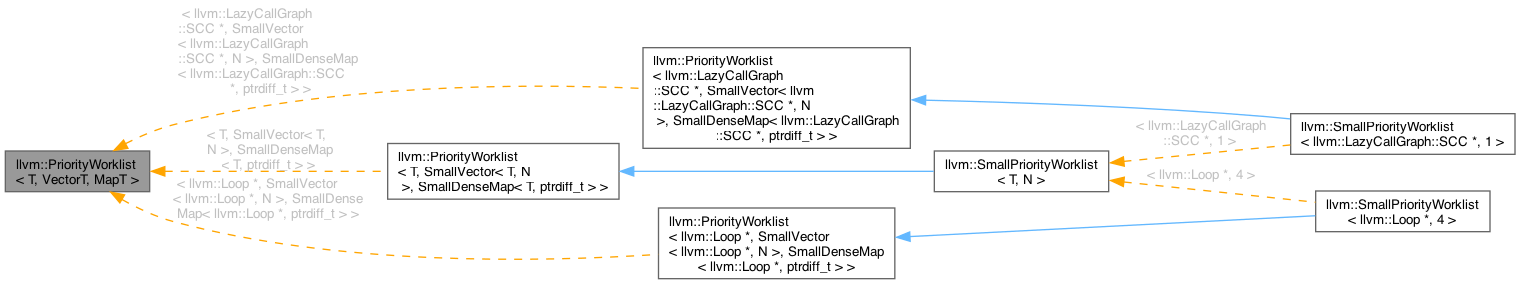 < llvm::LazyCallGraph
::SCC *, SmallVector
< llvm::LazyCallGraph
::SCC *, N >, SmallDenseMap
< llvm::LazyCallGraph::SCC
*, ptrdiff_t > >
llvm::PriorityWorklist
< T, VectorT, MapT >
< T, SmallVector< T,
N >, SmallDenseMap
< T, ptrdiff_t > >
< llvm::Loop *, SmallVector
< llvm::Loop *, N >, SmallDense
Map< llvm::Loop *, ptrdiff_t > >
llvm::PriorityWorklist
< T, SmallVector< T, N
>, SmallDenseMap< T, ptrdiff_t > >
llvm::PriorityWorklist
< llvm::LazyCallGraph
::SCC *, SmallVector< llvm
::LazyCallGraph::SCC *, N
>, SmallDenseMap< llvm::LazyCallGraph
::SCC *, ptrdiff_t > >
llvm::PriorityWorklist
< llvm::Loop *, SmallVector
< llvm::Loop *, N >, SmallDenseMap
< llvm::Loop *, ptrdiff_t > >
llvm::SmallPriorityWorklist
< T, N >
< llvm::LazyCallGraph
::SCC *, 1 >
< llvm::Loop *, 4 >
llvm::SmallPriorityWorklist
< llvm::LazyCallGraph::SCC *, 1 >
llvm::SmallPriorityWorklist
< llvm::Loop *, 4 >